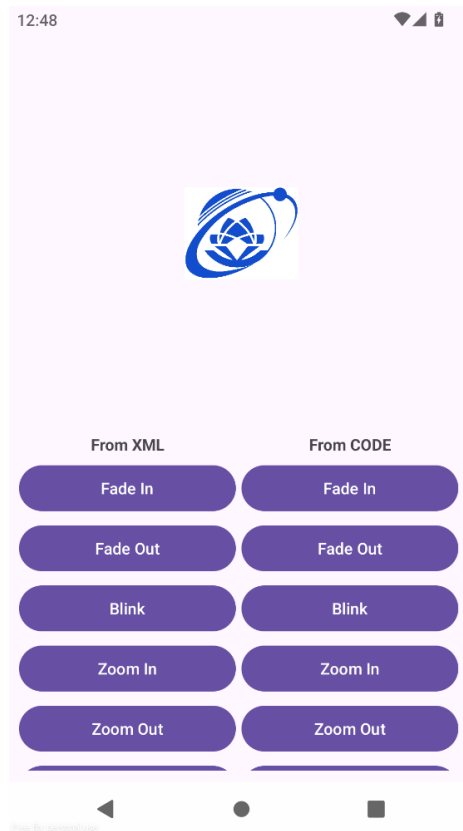 12:48
From XML
From CODE
Fade In
Fade In
Fade Out
Fade Out
Blink
Blink
Zoom In
Zoom In
Zoom Out
Zoom Out